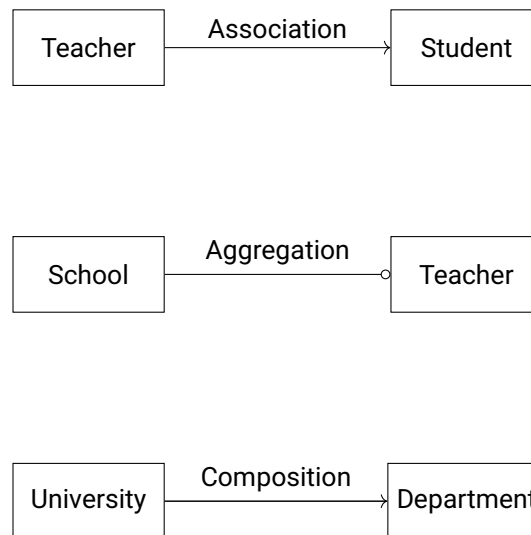 Teacher Association Student
School Aggregation Teacher
University Composition Department